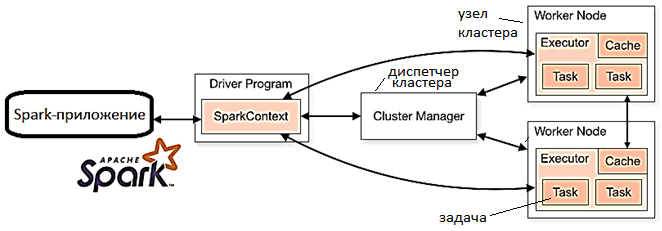 Spark-приложение
APACHE
Spark™
Driver Program
SparkContext
диспетчер
кластера
Cluster Manager
узел
кластера
Worker Node
Executor
Cache
Task
Task
Worker Node
Executor
Cache
Task
Task
задача